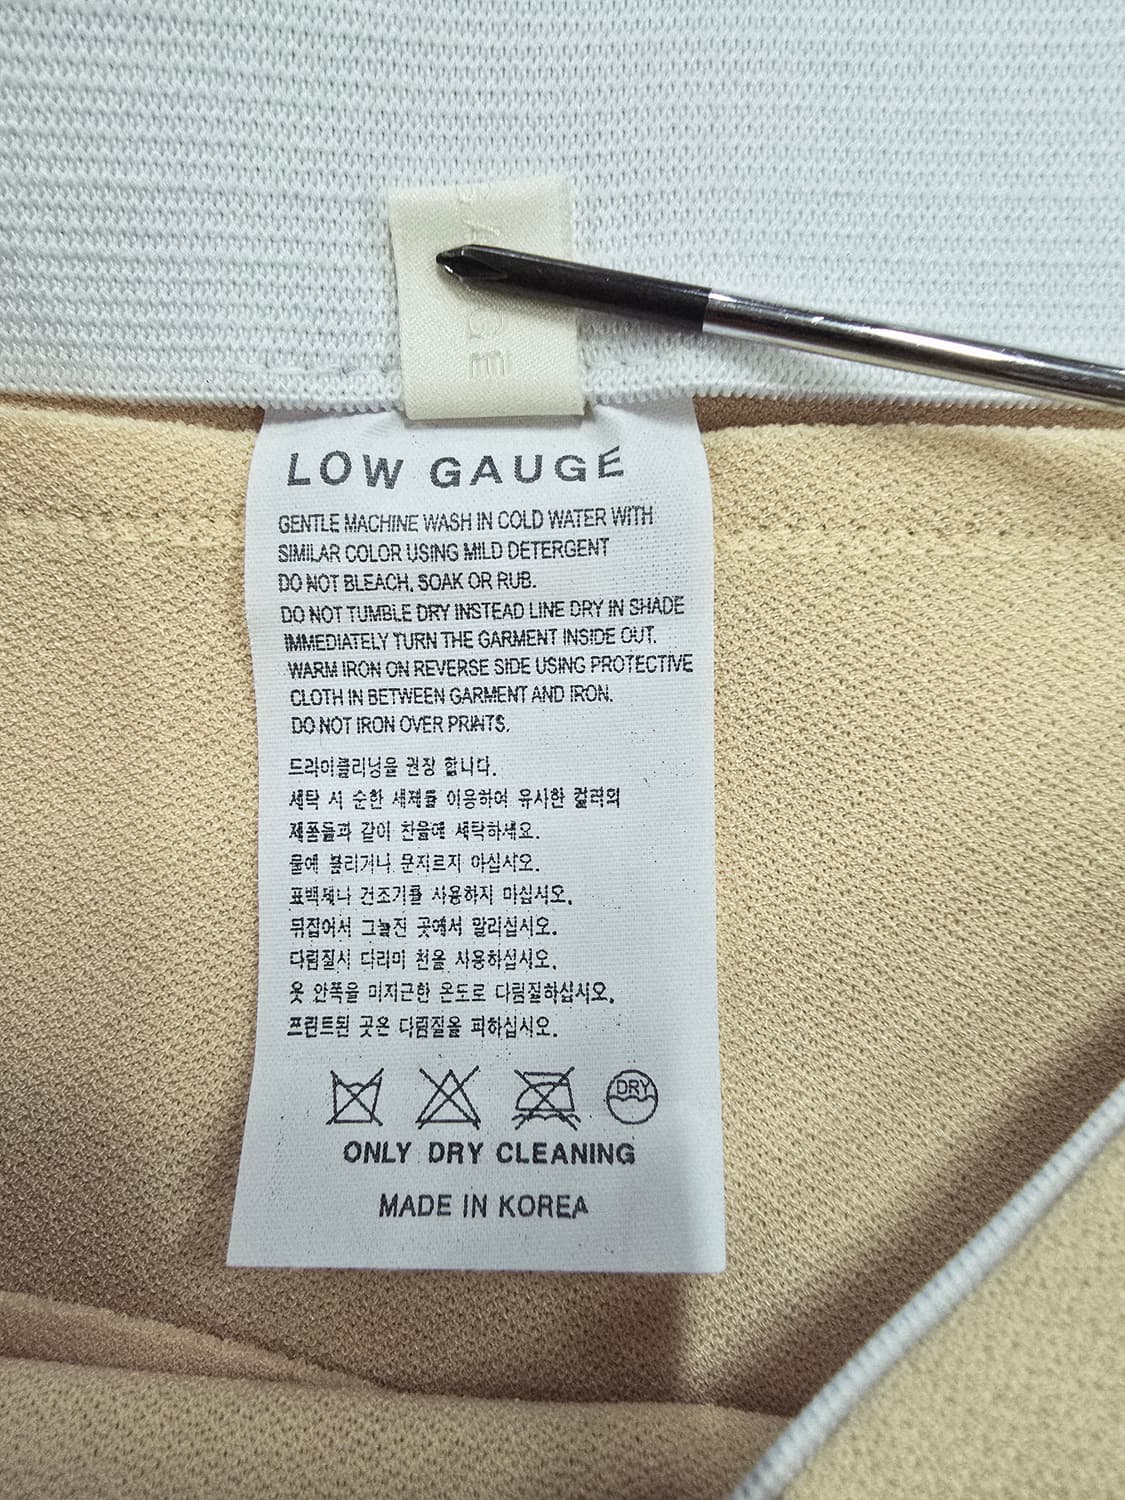 GE
LOW GAUGE
GENTLE MACHINE WASH IN COLD WATER WITH
SIMILAR COLOR USING MILD DETERGENT
DO NOT BLEACH, SOAK OR RUB.
DO NOT TUMBLE DRY INSTEAD LINE DRY IN SHADE
IMMEDIATELY TURN THE GARMENT INSIDE OUT.
WARM IRON ON REVERSE SIDE USING PROTECTIVE
CLOTH IN BETWEEN GARMENT AND IRON.
DO NOT IRON OVER PRINTS.
드라이클리닝을 권장 합니다.
세탁 시 순한 세제를 이용하여 유사한 컬러의
제품들과 같이 찬물에 세탁하세요.
물에 불리거나 문지르지 마십시오.
표백제나 건조기를 사용하지 마십시오.
뒤집어서 그늘진 곳에서 말리십시오.
다림질시 다리미 천을 사용하십시오.
옷 안쪽을 미지근한 온도로 다림질하십시오.
프린트된 곳은 다림질을 피하십시오.
DRY
ONLY DRY CLEANING
MADE IN KOREA